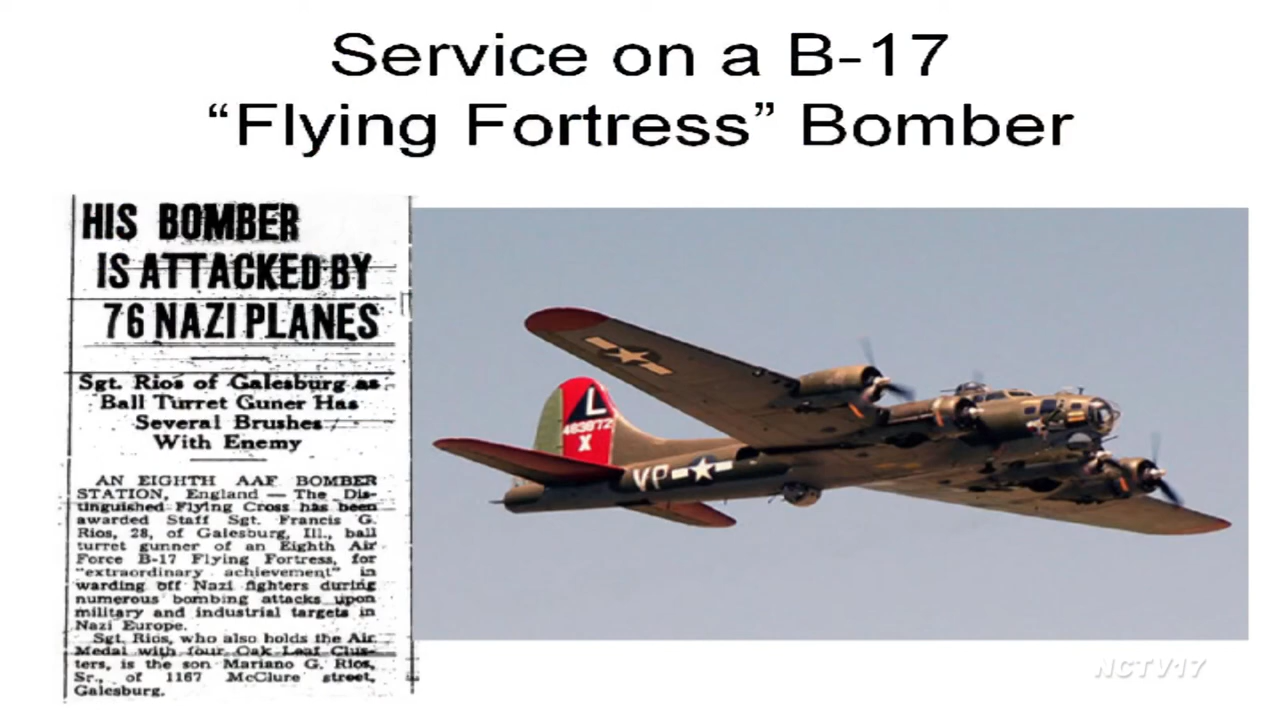 Service on a B-17
“Flying Fortress” Bomber
HIS BOMBER
IS ATTACKED BY
76 NAZI PLANES
Sgt. Rios of Galesburg as
Ball Turret Guner Has
Several Brushes
With Enemy
AN EIGHTH AAF BOMBER
STATION, England — The Dis-
tinguished Flying Cross has been
awarded Staff Sgt. Francis G.
Rios, 28, of Galesburg, Ill., ball
turret gunner of an Eighth Air
Force B-17 Flying Fortress, for
"extraordinary achievement" in
warding off Nazi fighters during
numerous bombing attacks upon
military and industrial targets in
Nazi Europe.
Sgt. Rios, who also holds the Air
Medal with four Oak Leaf Clus-
ters, is the son Mariano G. Rios,
Sr., of 1167 McClure street,
Galesburg.
L
483872
X
VP
NCTV17